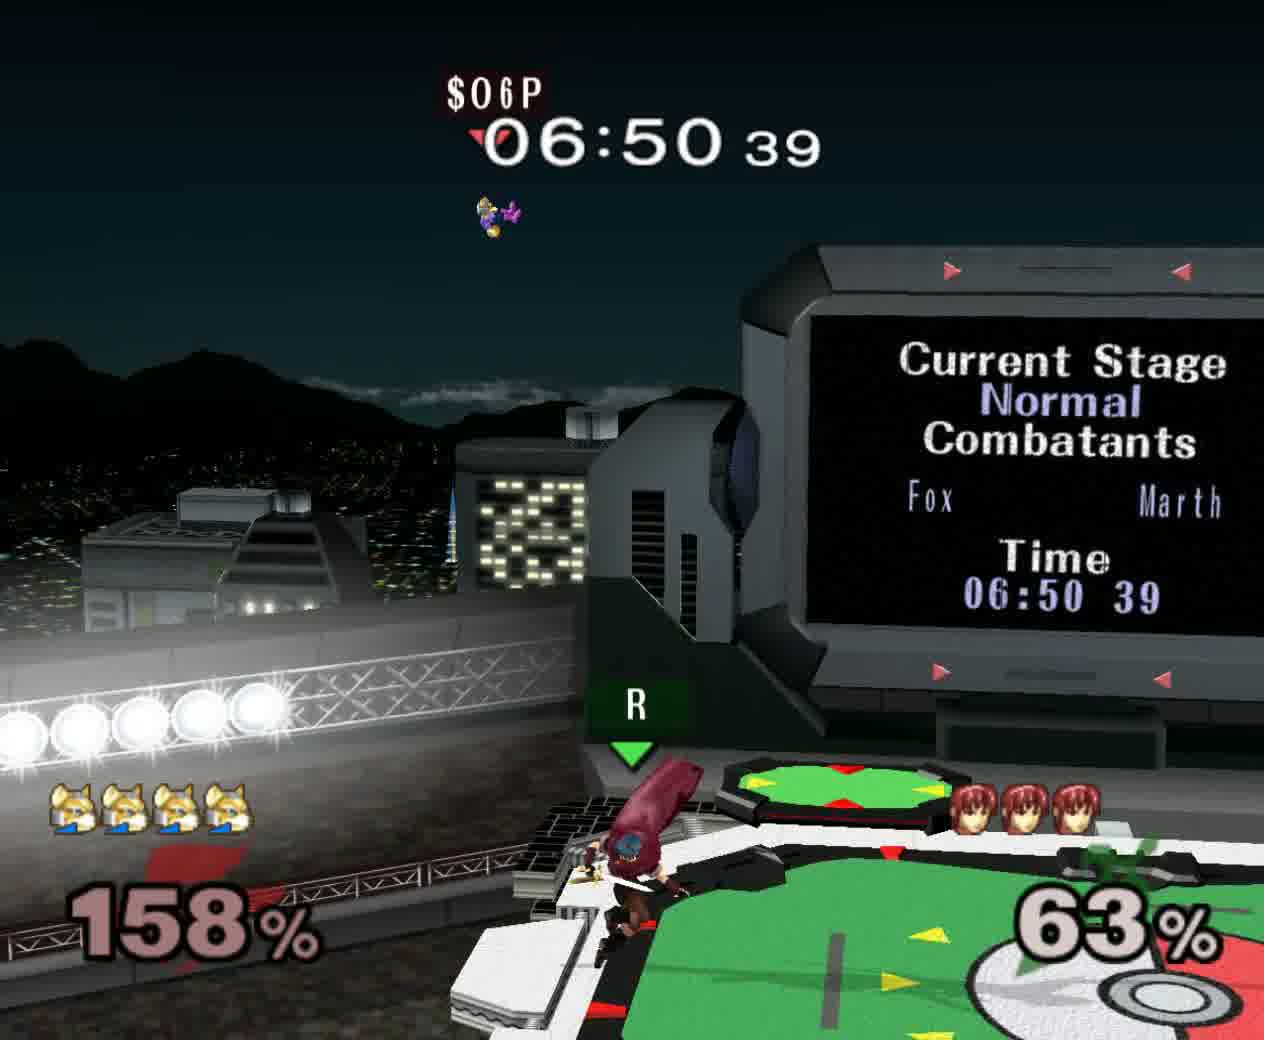 $06P
06:50 39
Current Stage
Normal
Combatants
Fox Marth
Time
06:50 39
R
158%
63%